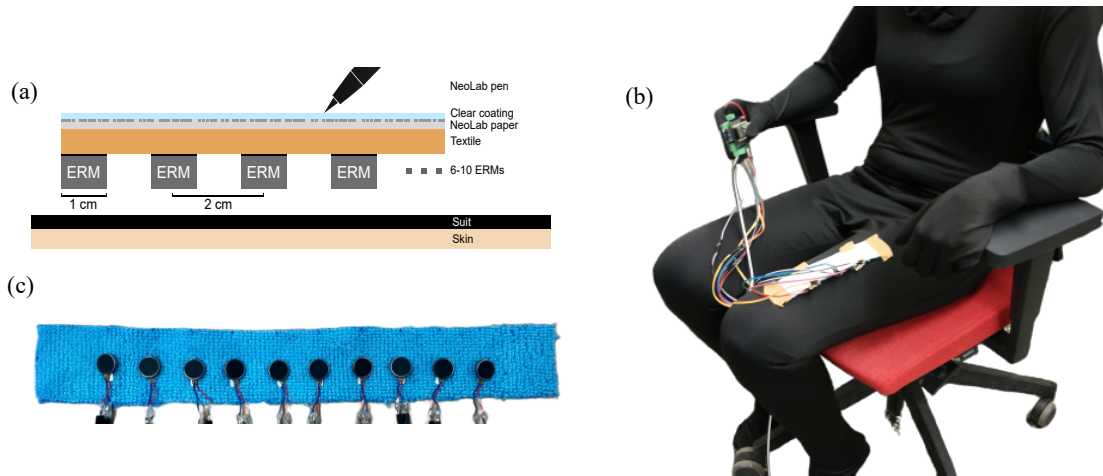 (a)
NeoLab pen
Clear coating
NeoLab paper
Textile
ERM ERM ERM ERM
6-10 ERMs
1 cm 2 cm
Suit
Skin
(b)
(c)